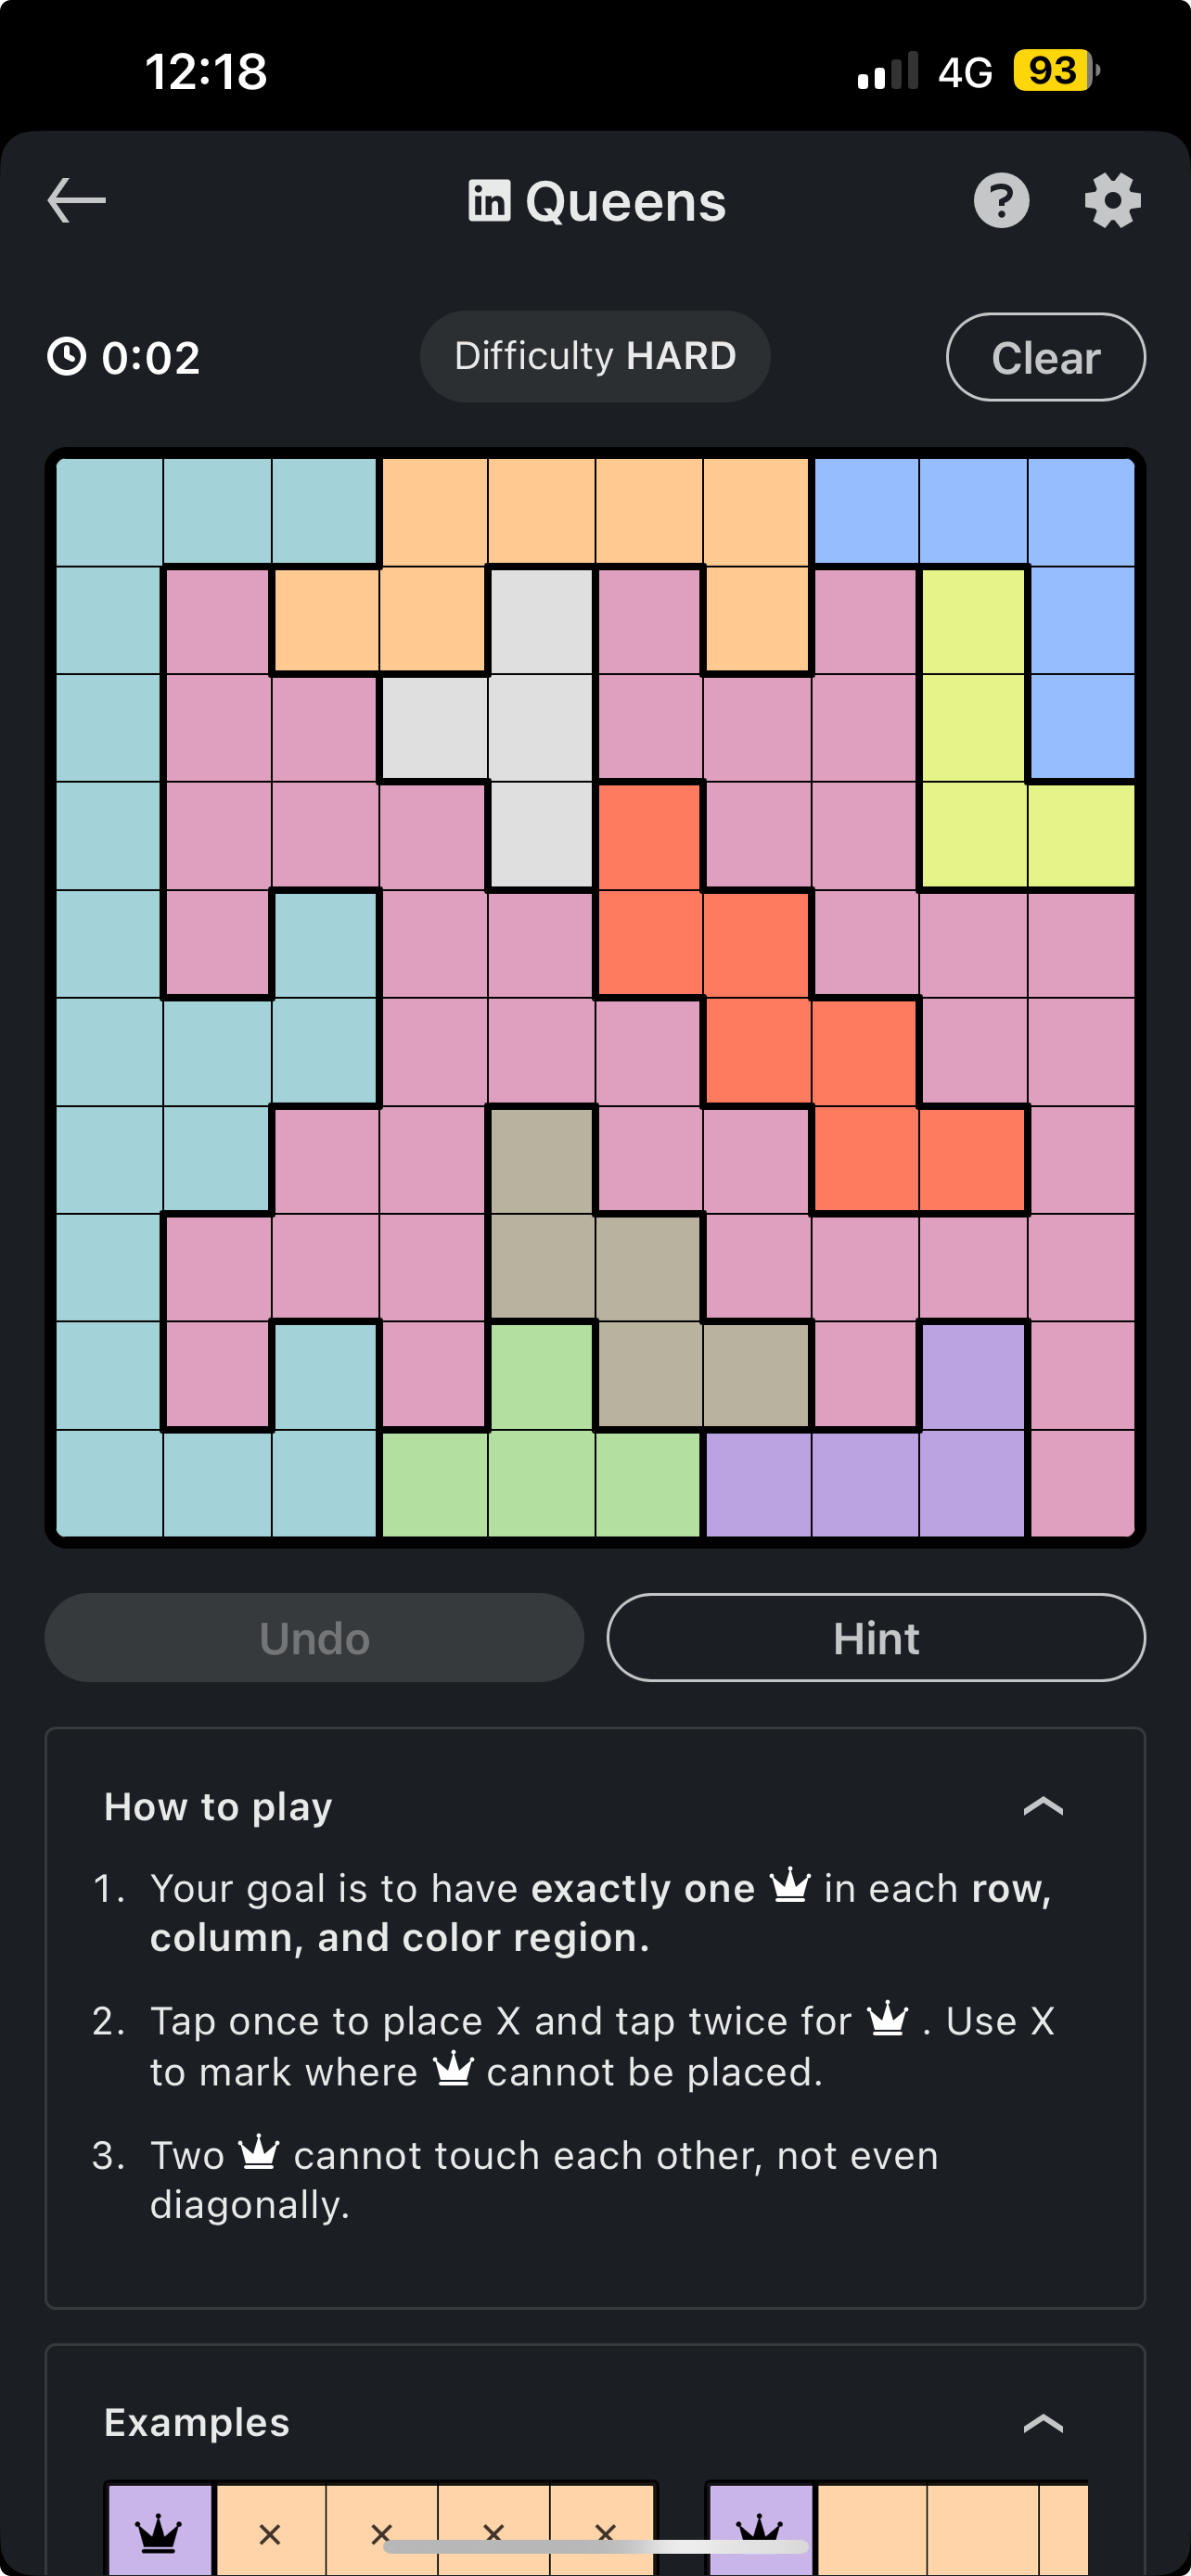 12:18
4G 93
in Queens ?
0:02
Difficulty HARD
Clear
Undo
Hint
How to play
1. Your goal is to have exactly one in each row,
column, and color region.
2. Tap once to place X and tap twice for . Use X
to mark where cannot be placed.
3. Two cannot touch each other, not even
diagonally.
Examples